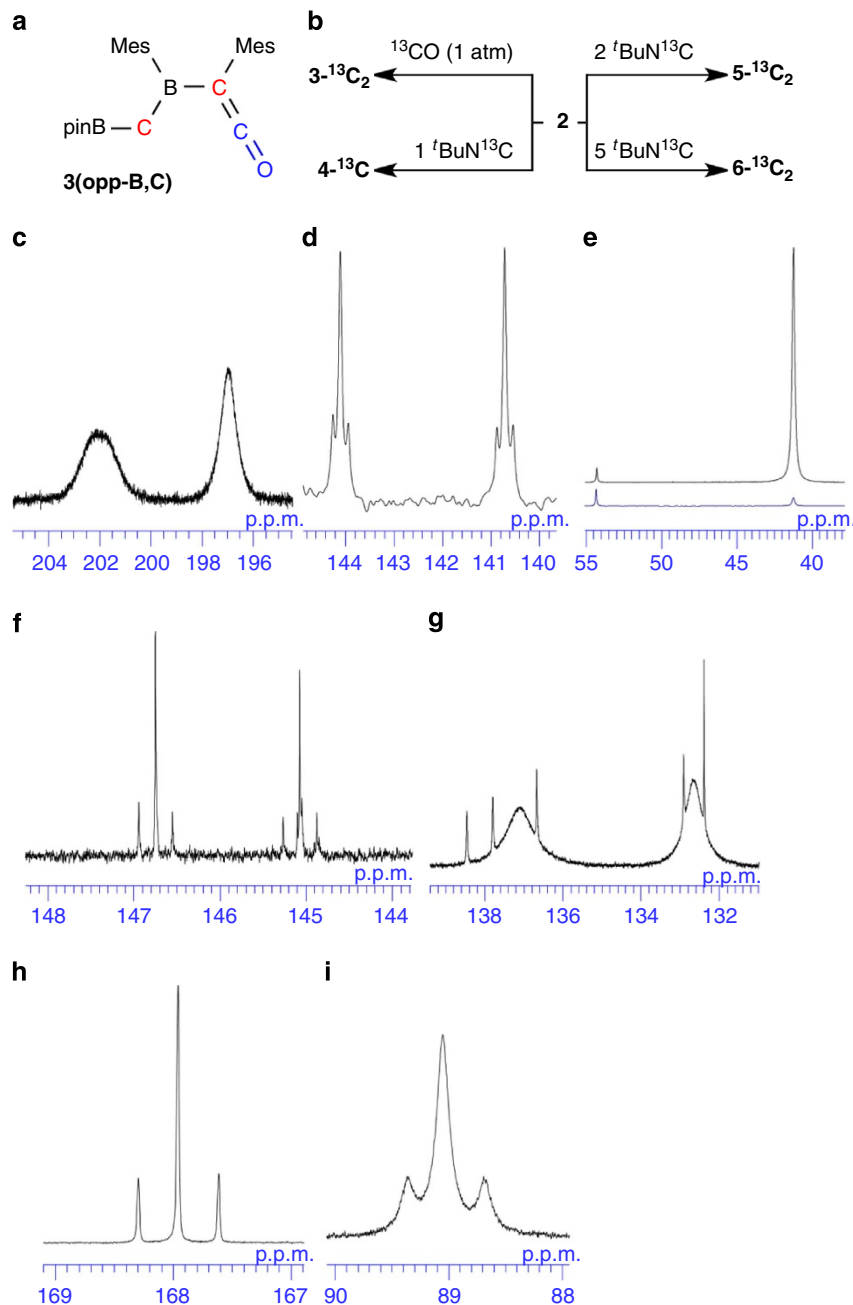 a
b
Mes
Mes
B
C
pinB
C
C
O
3(opp-B,C)
¹³CO (1 atm)
2 ᵗBuN¹³C
3-¹³C₂
5-¹³C₂
2
1 ᵗBuN¹³C
5 ᵗBuN¹³C
4-¹³C
6-¹³C₂
c
d
e
p.p.m.
p.p.m.
p.p.m.
204 202 200 198 196
144 143 142 141 140
55 50 45 40
f
g
p.p.m.
p.p.m.
148 147 146 145 144
138 136 134 132
h
i
p.p.m.
p.p.m.
169 168 167
90 89 88